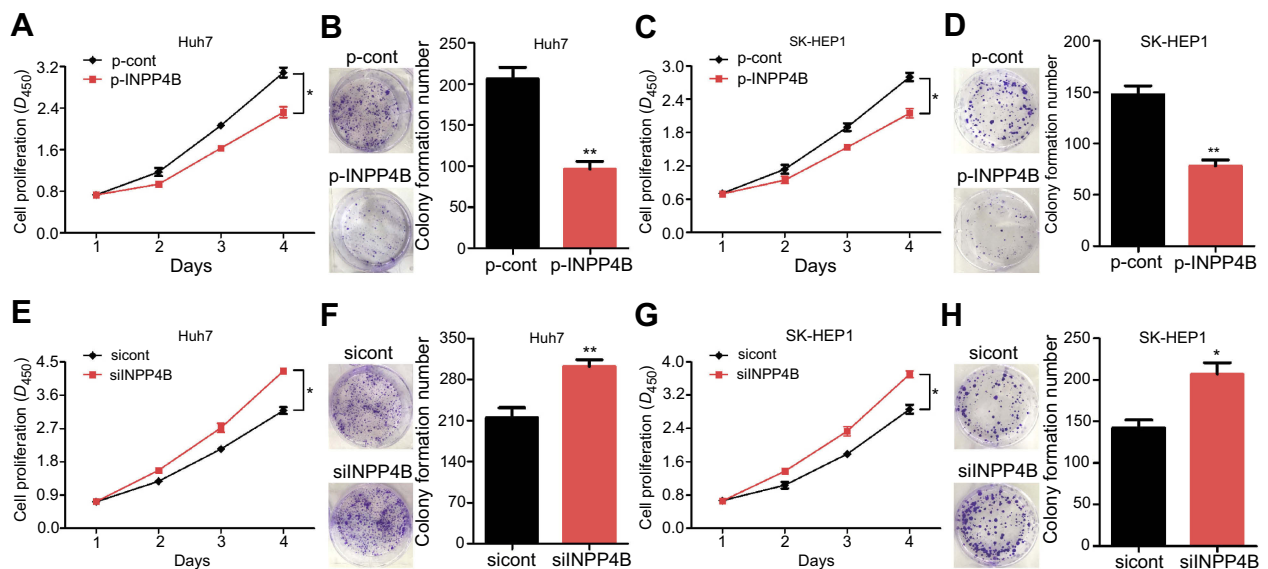 A
Huh7
p-cont
p-INPP4B
Cell proliferation (D450)
3.2
2.4
1.6
0.8
0.0
*
1 2 3 4
Days
B
p-cont
p-INPP4B
Huh7
Colony formation number
250
200
150
100
50
0
**
p-cont p-INPP4B
C
SK-HEP1
p-cont
p-INPP4B
Cell proliferation (D450)
3.0
2.4
1.8
1.2
0.6
0.0
*
1 2 3 4
Days
D
p-cont
p-INPP4B
SK-HEP1
Colony formation number
200
150
100
50
0
**
p-cont p-INPP4B
E
Huh7
sicont
siINPP4B
Cell proliferation (D450)
4.5
3.6
2.7
1.8
0.9
0.0
*
1 2 3 4
Days
F
sicont
siINPP4B
Huh7
Colony formation number
350
280
210
140
70
0
**
sicont siINPP4B
G
SK-HEP1
sicont
siINPP4B
Cell proliferation (D450)
4.0
3.2
2.4
1.6
0.8
0.0
*
1 2 3 4
Days
H
sicont
siINPP4B
SK-HEP1
Colony formation number
250
200
150
100
50
0
*
sicont siINPP4B